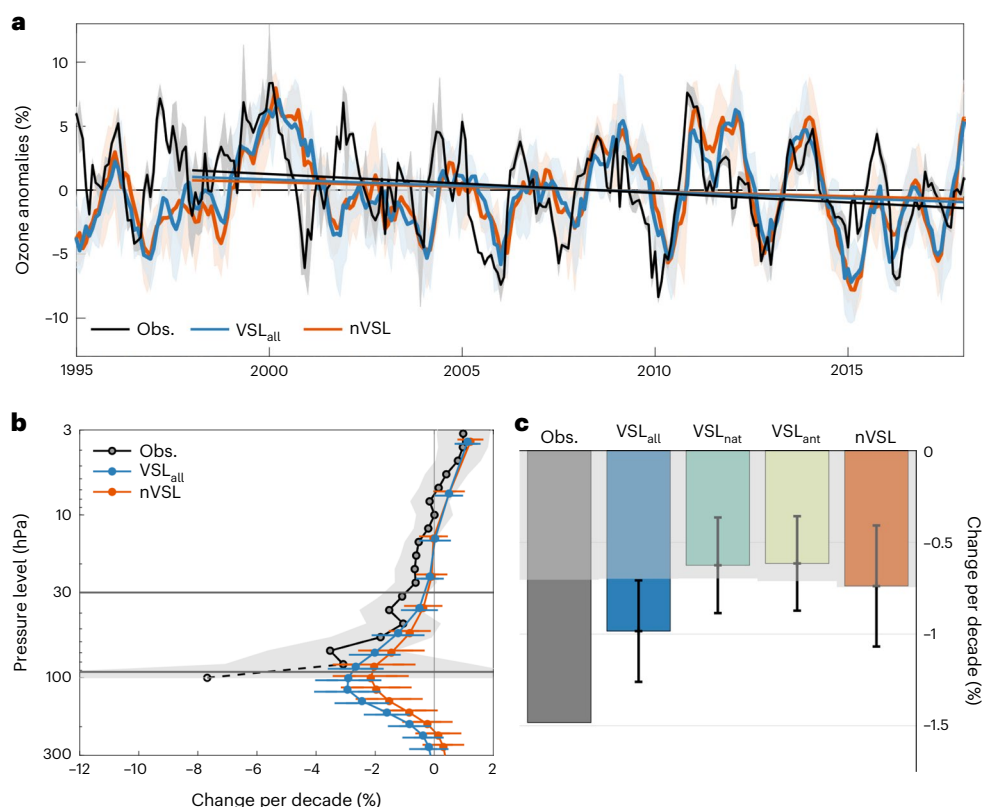 a
Ozone anomalies (%)
10
5
0
−5
−10
Obs. VSLall nVSL
1995 2000 2005 2010 2015
b
Pressure level (hPa)
3
10
30
100
300
Obs.
VSLall
nVSL
−12 −10 −8 −6 −4 −2 0 2
Change per decade (%)
c
Obs. VSLall VSLnat VSLant nVSL
0
−0.5
−1
−1.5
Change per decade (%)